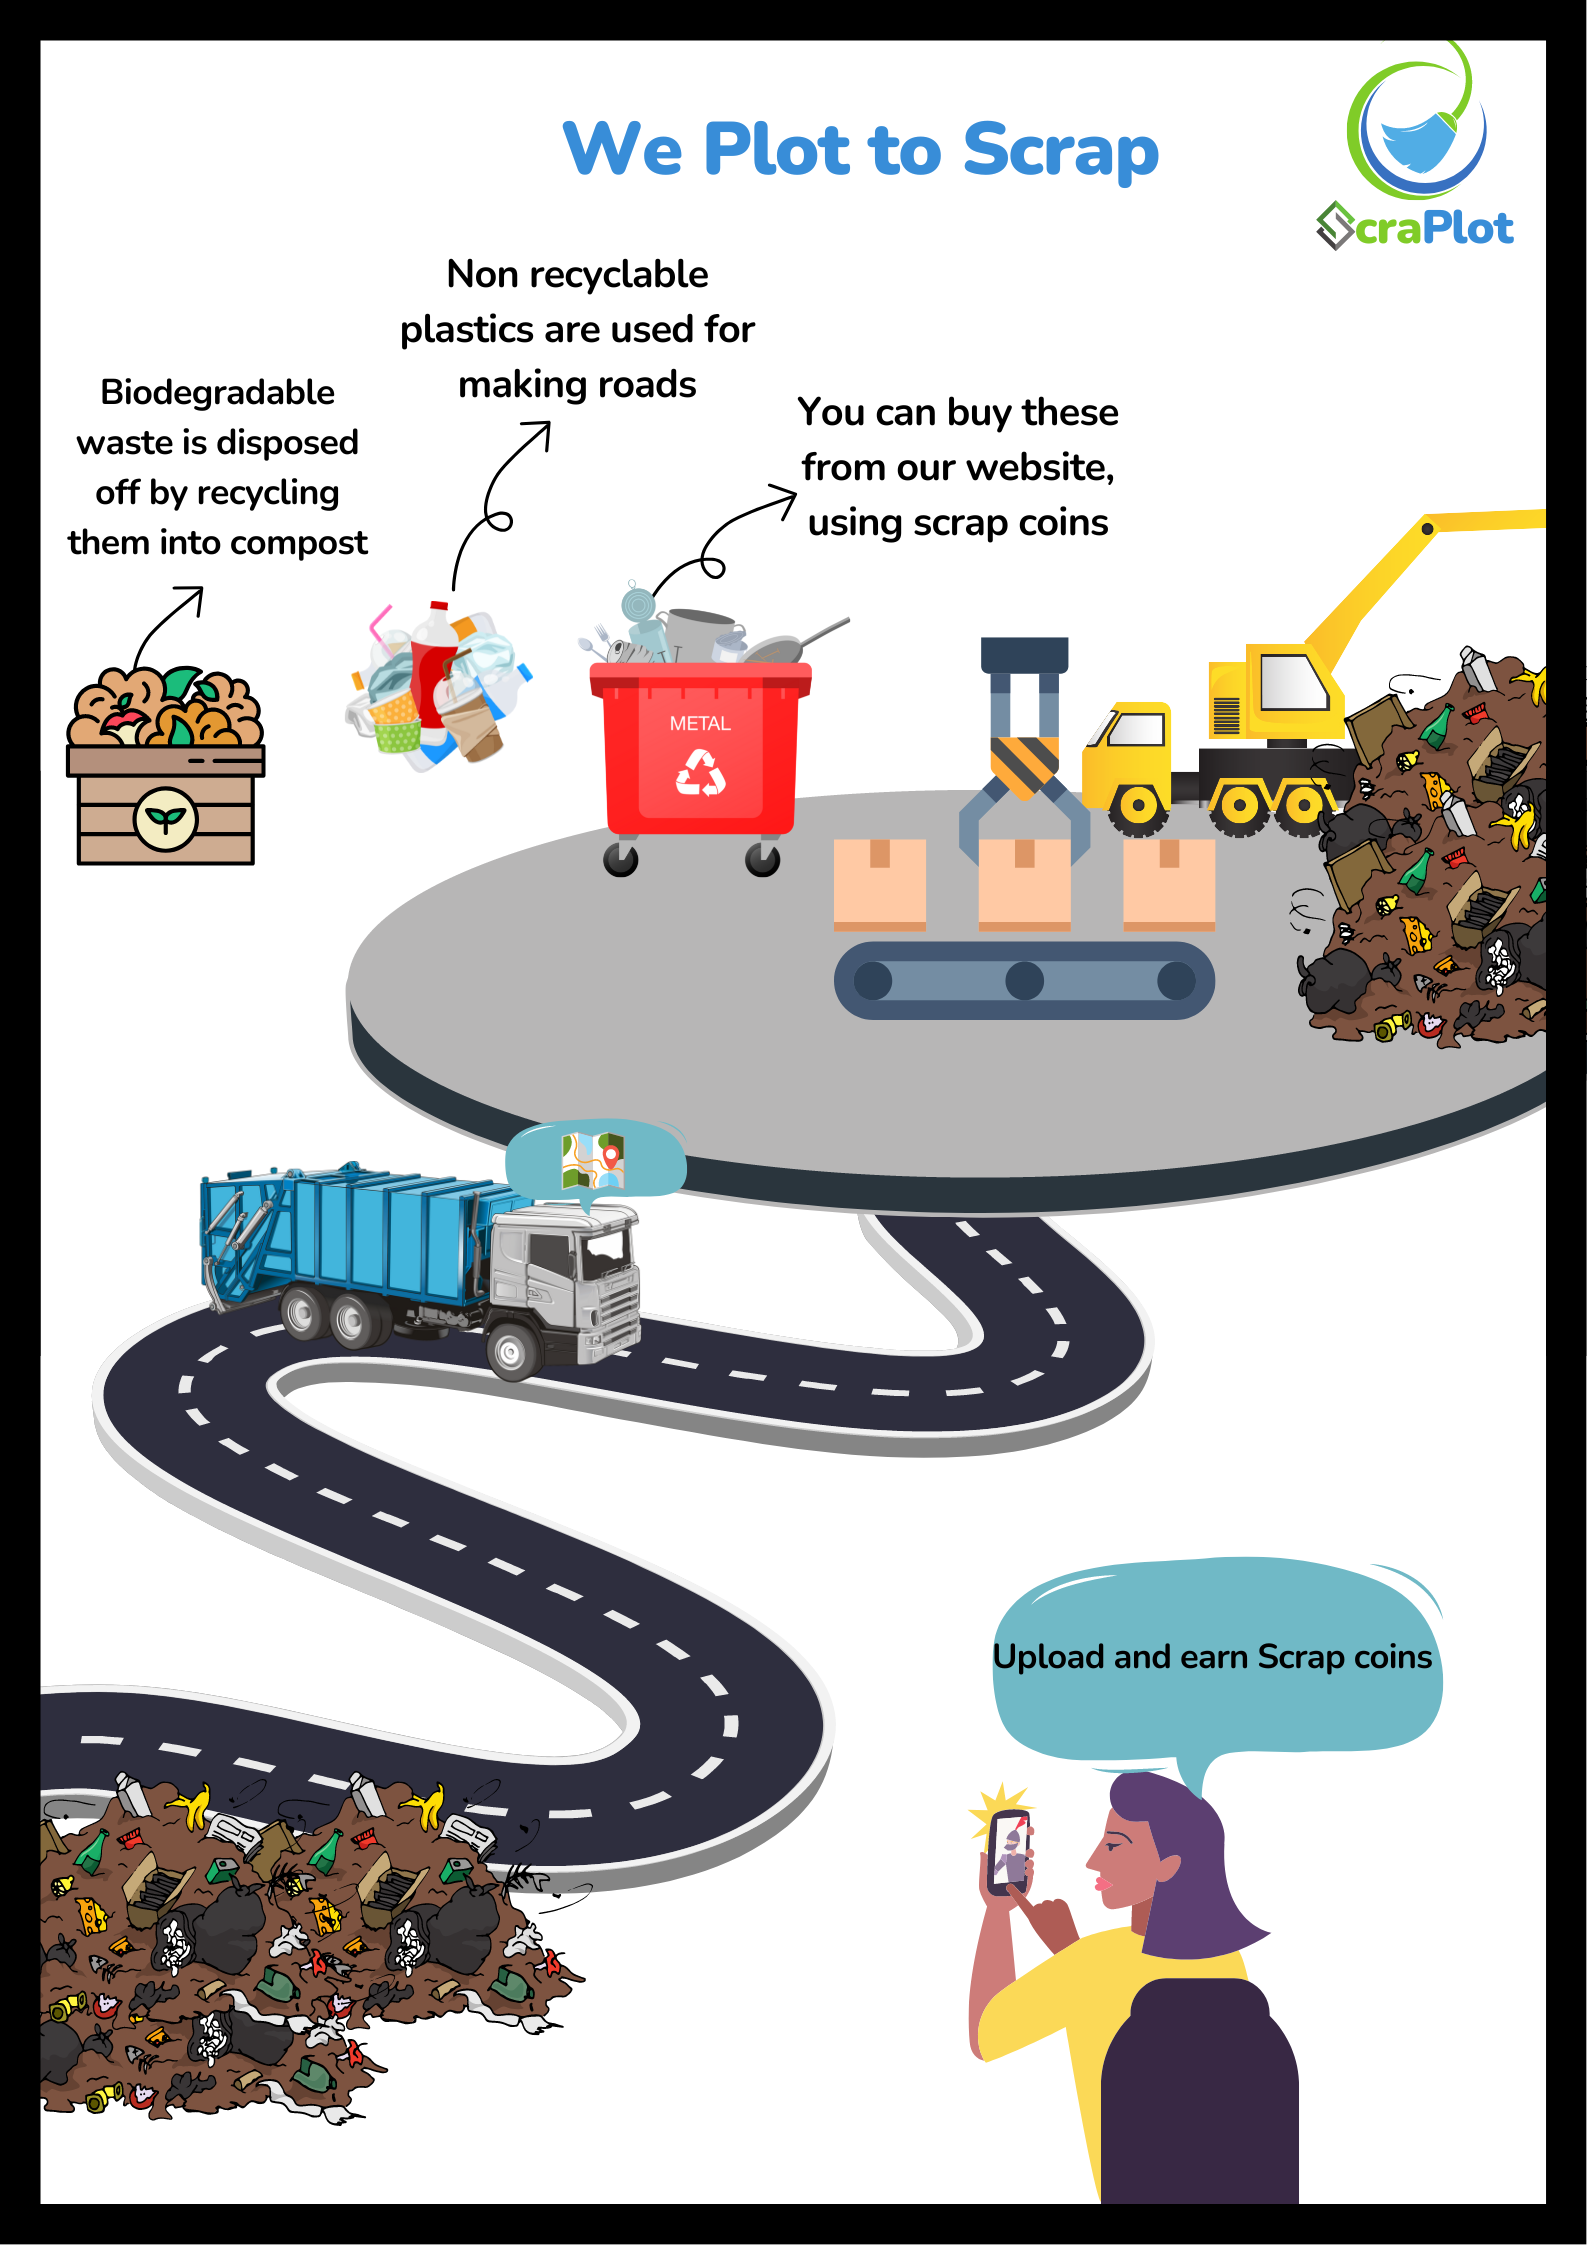 We Plot to Scrap
ScraPlot
Non recyclable
plastics are used for
making roads
Biodegradable
waste is disposed
off by recycling
them into compost
You can buy these
from our website,
using scrap coins
METAL
Upload and earn Scrap coins